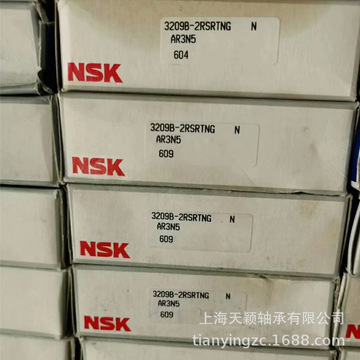 3209B-2RSRTNG N
AR3N5
604
NSK
3209B-2RSRTNG N
AR3N5
609
NSK
3209B-2RSRTNG N
AR3N5
609
NSK
3209B-2RSRTNG N
AR3N5
609
NSK
上海天颖轴承有限公司
tianyingzc.1688.com